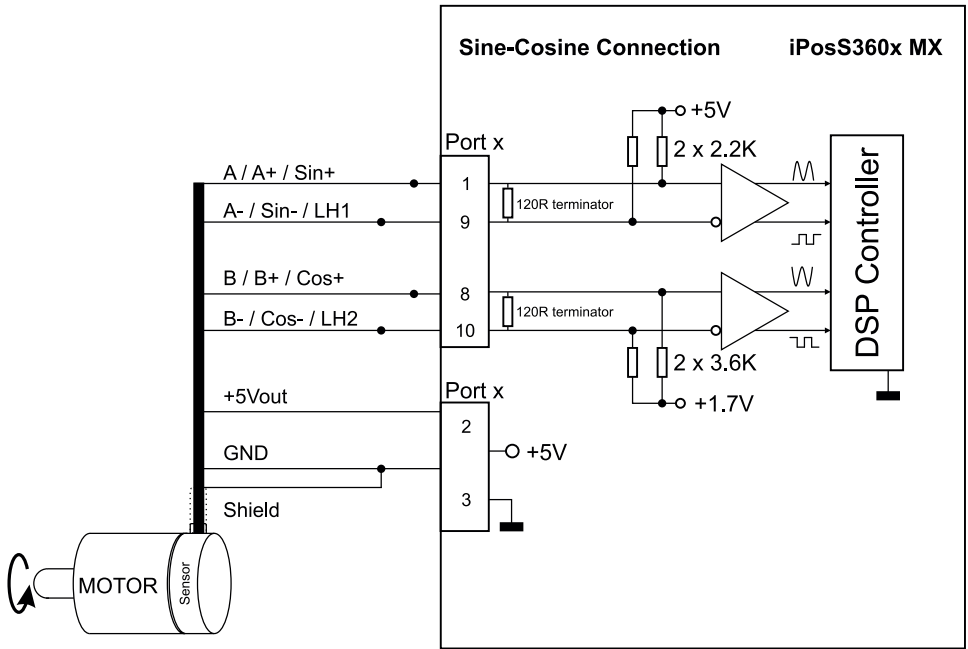 Sine-Cosine Connection
iPosS360x MX
+5V
2 x 2.2K
Port x
A / A+ / Sin+
1
120R terminator
A- / Sin- / LH1
9
B / B+ / Cos+
8
120R terminator
B- / Cos- / LH2
10
2 x 3.6K
+1.7V
DSP Controller
Port x
+5Vout
2
GND
+5V
3
Shield
MOTOR
Sensor